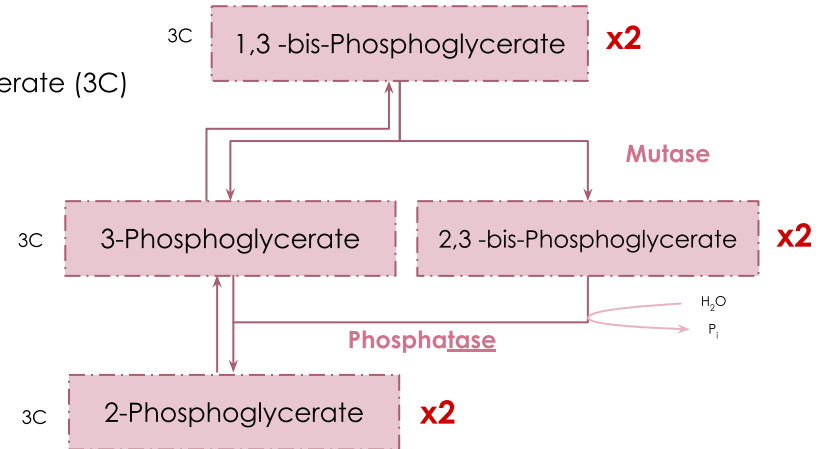 3C
1,3 -bis-Phosphoglycerate
x2
erate (3C)
Mutase
3C
3-Phosphoglycerate
2,3 -bis-Phosphoglycerate
x2
H₂O
Pᵢ
Phosphatase
3C
2-Phosphoglycerate
x2